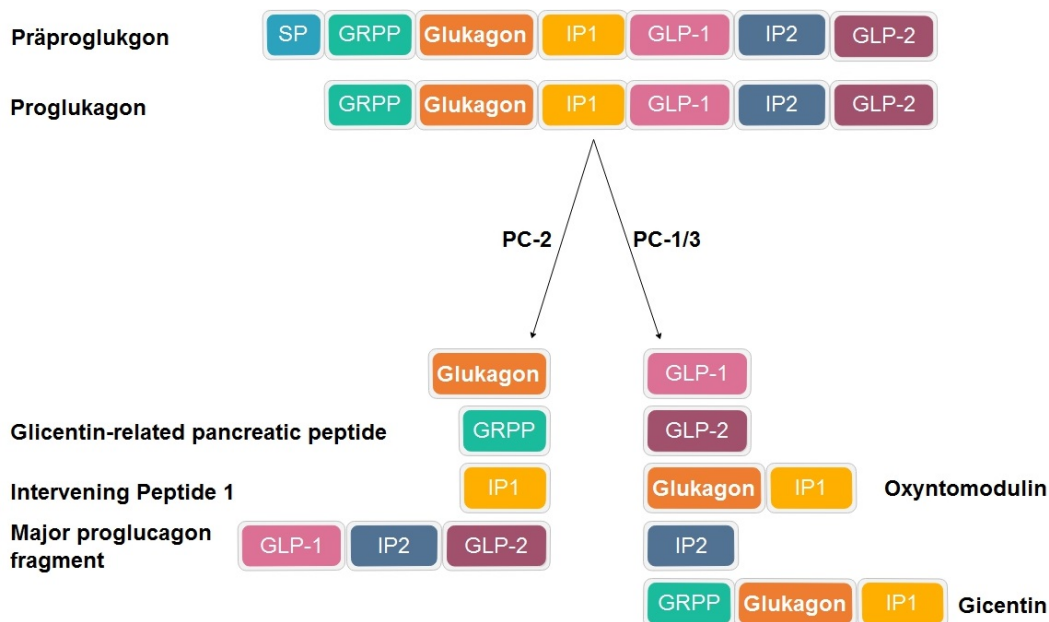 Präproglukgon SP GRPP Glukagon IP1 GLP-1 IP2 GLP-2
Proglukagon GRPP Glukagon IP1 GLP-1 IP2 GLP-2
PC-2 PC-1/3
Glukagon GLP-1
Glicentin-related pancreatic peptide GRPP GLP-2
Intervening Peptide 1 IP1 Glukagon IP1 Oxyntomodulin
Major proglucagon
fragment GLP-1 IP2 GLP-2 IP2
GRPP Glukagon IP1 Gicentin